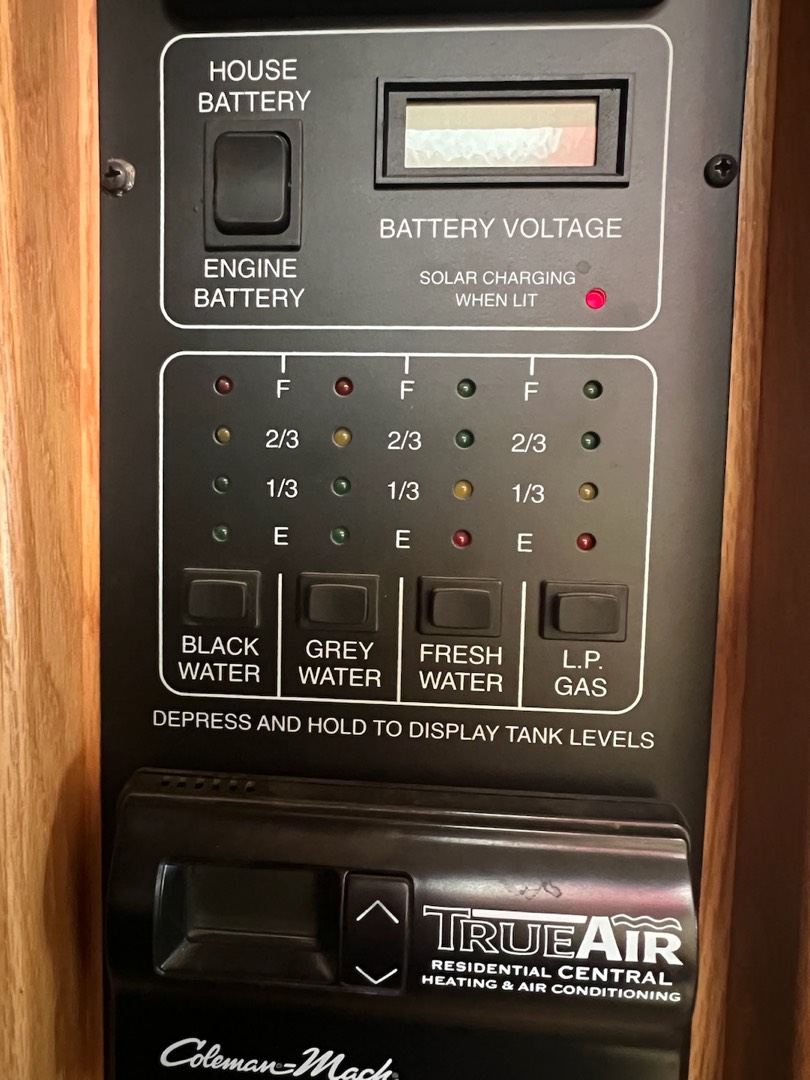 HOUSE
BATTERY
ENGINE
BATTERY
BATTERY VOLTAGE
SOLAR CHARGING
WHEN LIT
F F F
2/3 2/3 2/3
1/3 1/3 1/3
E E E
BLACK
WATER
GREY
WATER
FRESH
WATER
L.P.
GAS
DEPRESS AND HOLD TO DISPLAY TANK LEVELS
TRUEAIR
RESIDENTIAL CENTRAL
HEATING & AIR CONDITIONING
Coleman-Mach